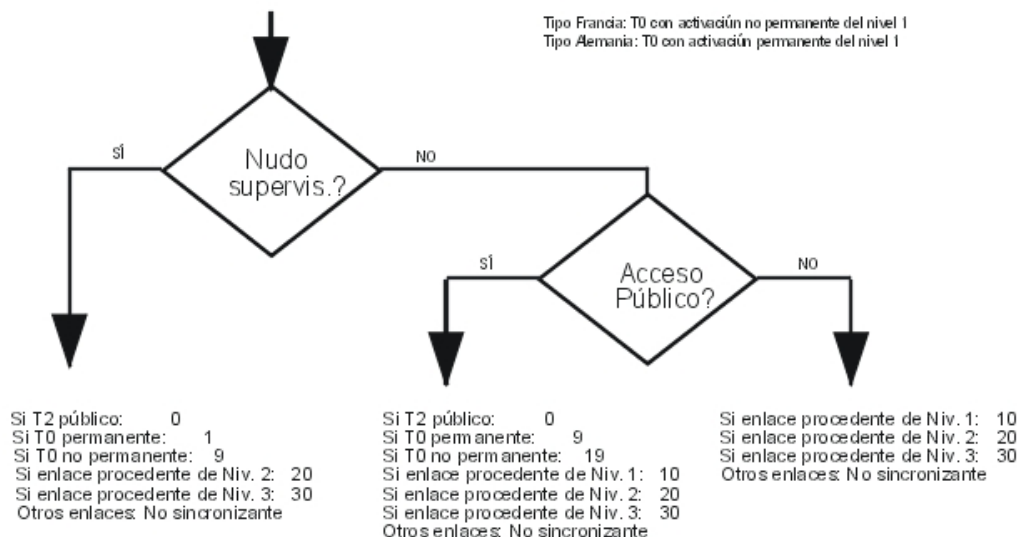 Tipo Francia: T0 con activación no permanente del nivel 1
Tipo Alemania: T0 con activaciún permanente del nivel 1
SÍ
Nudo
supervis.?
NO
SÍ
Acceso
Público?
NO
Si T2 público: 0
Si T0 permanente: 1
Si T0 no permanente: 9
Si enlace procedente de Niv. 2: 20
Si enlace procedente de Niv. 3: 30
Otros enlaces: No sincronizante
Si T2 público: 0
Si T0 permanente: 9
Si T0 no permanente: 19
Si enlace procedente de Niv. 1: 10
Si enlace procedente de Niv. 2: 20
Si enlace procedente de Niv. 3: 30
Otros enlaces: No sincronizante
Si enlace procedente de Niv. 1: 10
Si enlace procedente de Niv. 2: 20
Si enlace procedente de Niv. 3: 30
Otros enlaces: No sincronizante